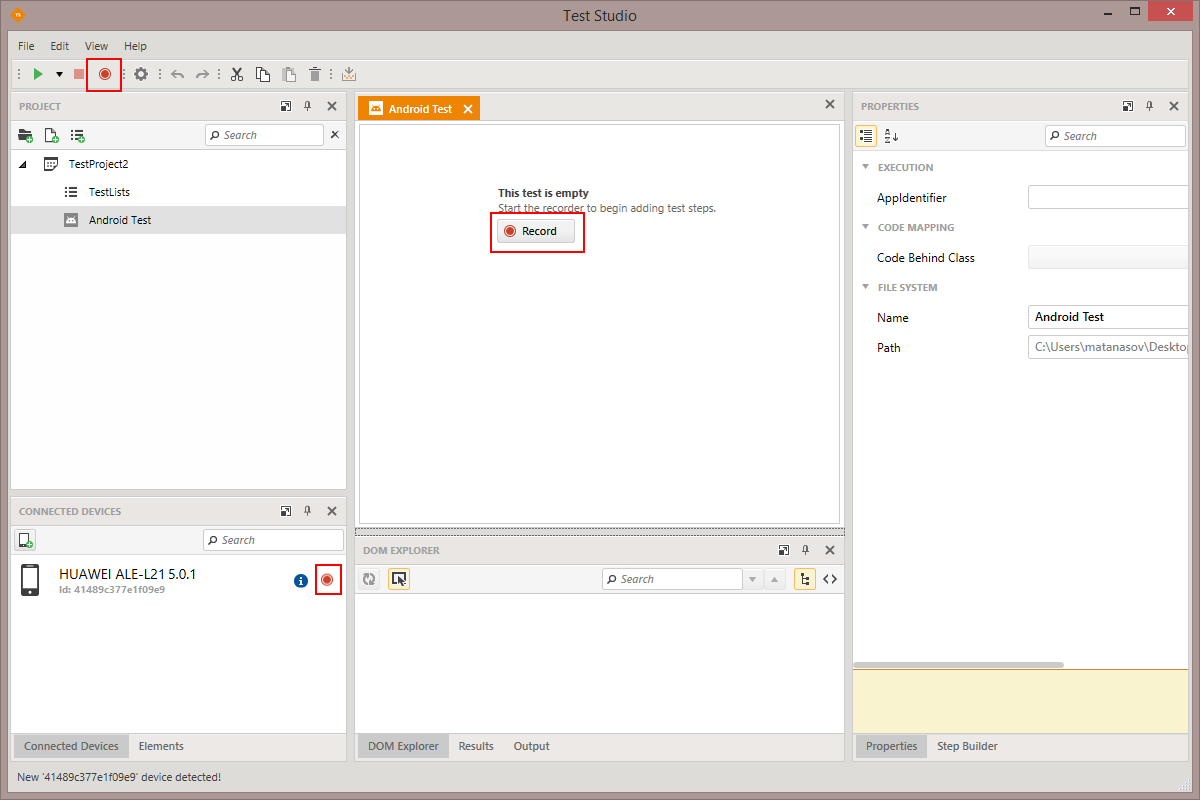 Test Studio
File Edit View Help
PROJECT
Search
TestProject2
TestLists
Android Test
CONNECTED DEVICES
Search
HUAWEI ALE-L21 5.0.1
Id: 41489c377e1f09e9
Connected Devices Elements
Android Test
This test is empty
Start the recorder to begin adding test steps.
Record
DOM EXPLORER
Search
DOM Explorer Results Output
PROPERTIES
Search
EXECUTION
AppIdentifier
CODE MAPPING
Code Behind Class
FILE SYSTEM
Name Android Test
Path C:\Users\matanasov\Desktop
Properties Step Builder
New '41489c377e1f09e9' device detected!